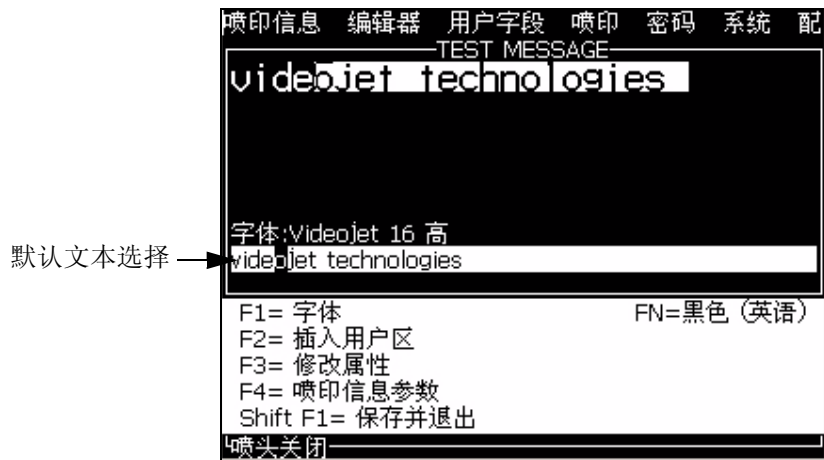 喷印信息 编辑器 用户字段 喷印 密码 系统 配
TEST MESSAGE
videojet technologies
字体:Videojet 16 高
默认文本选择
videojet technologies
F1= 字体 FN=黑色 (英语)
F2= 插入用户区
F3= 修改属性
F4= 喷印信息参数
Shift F1= 保存并退出
喷头关闭